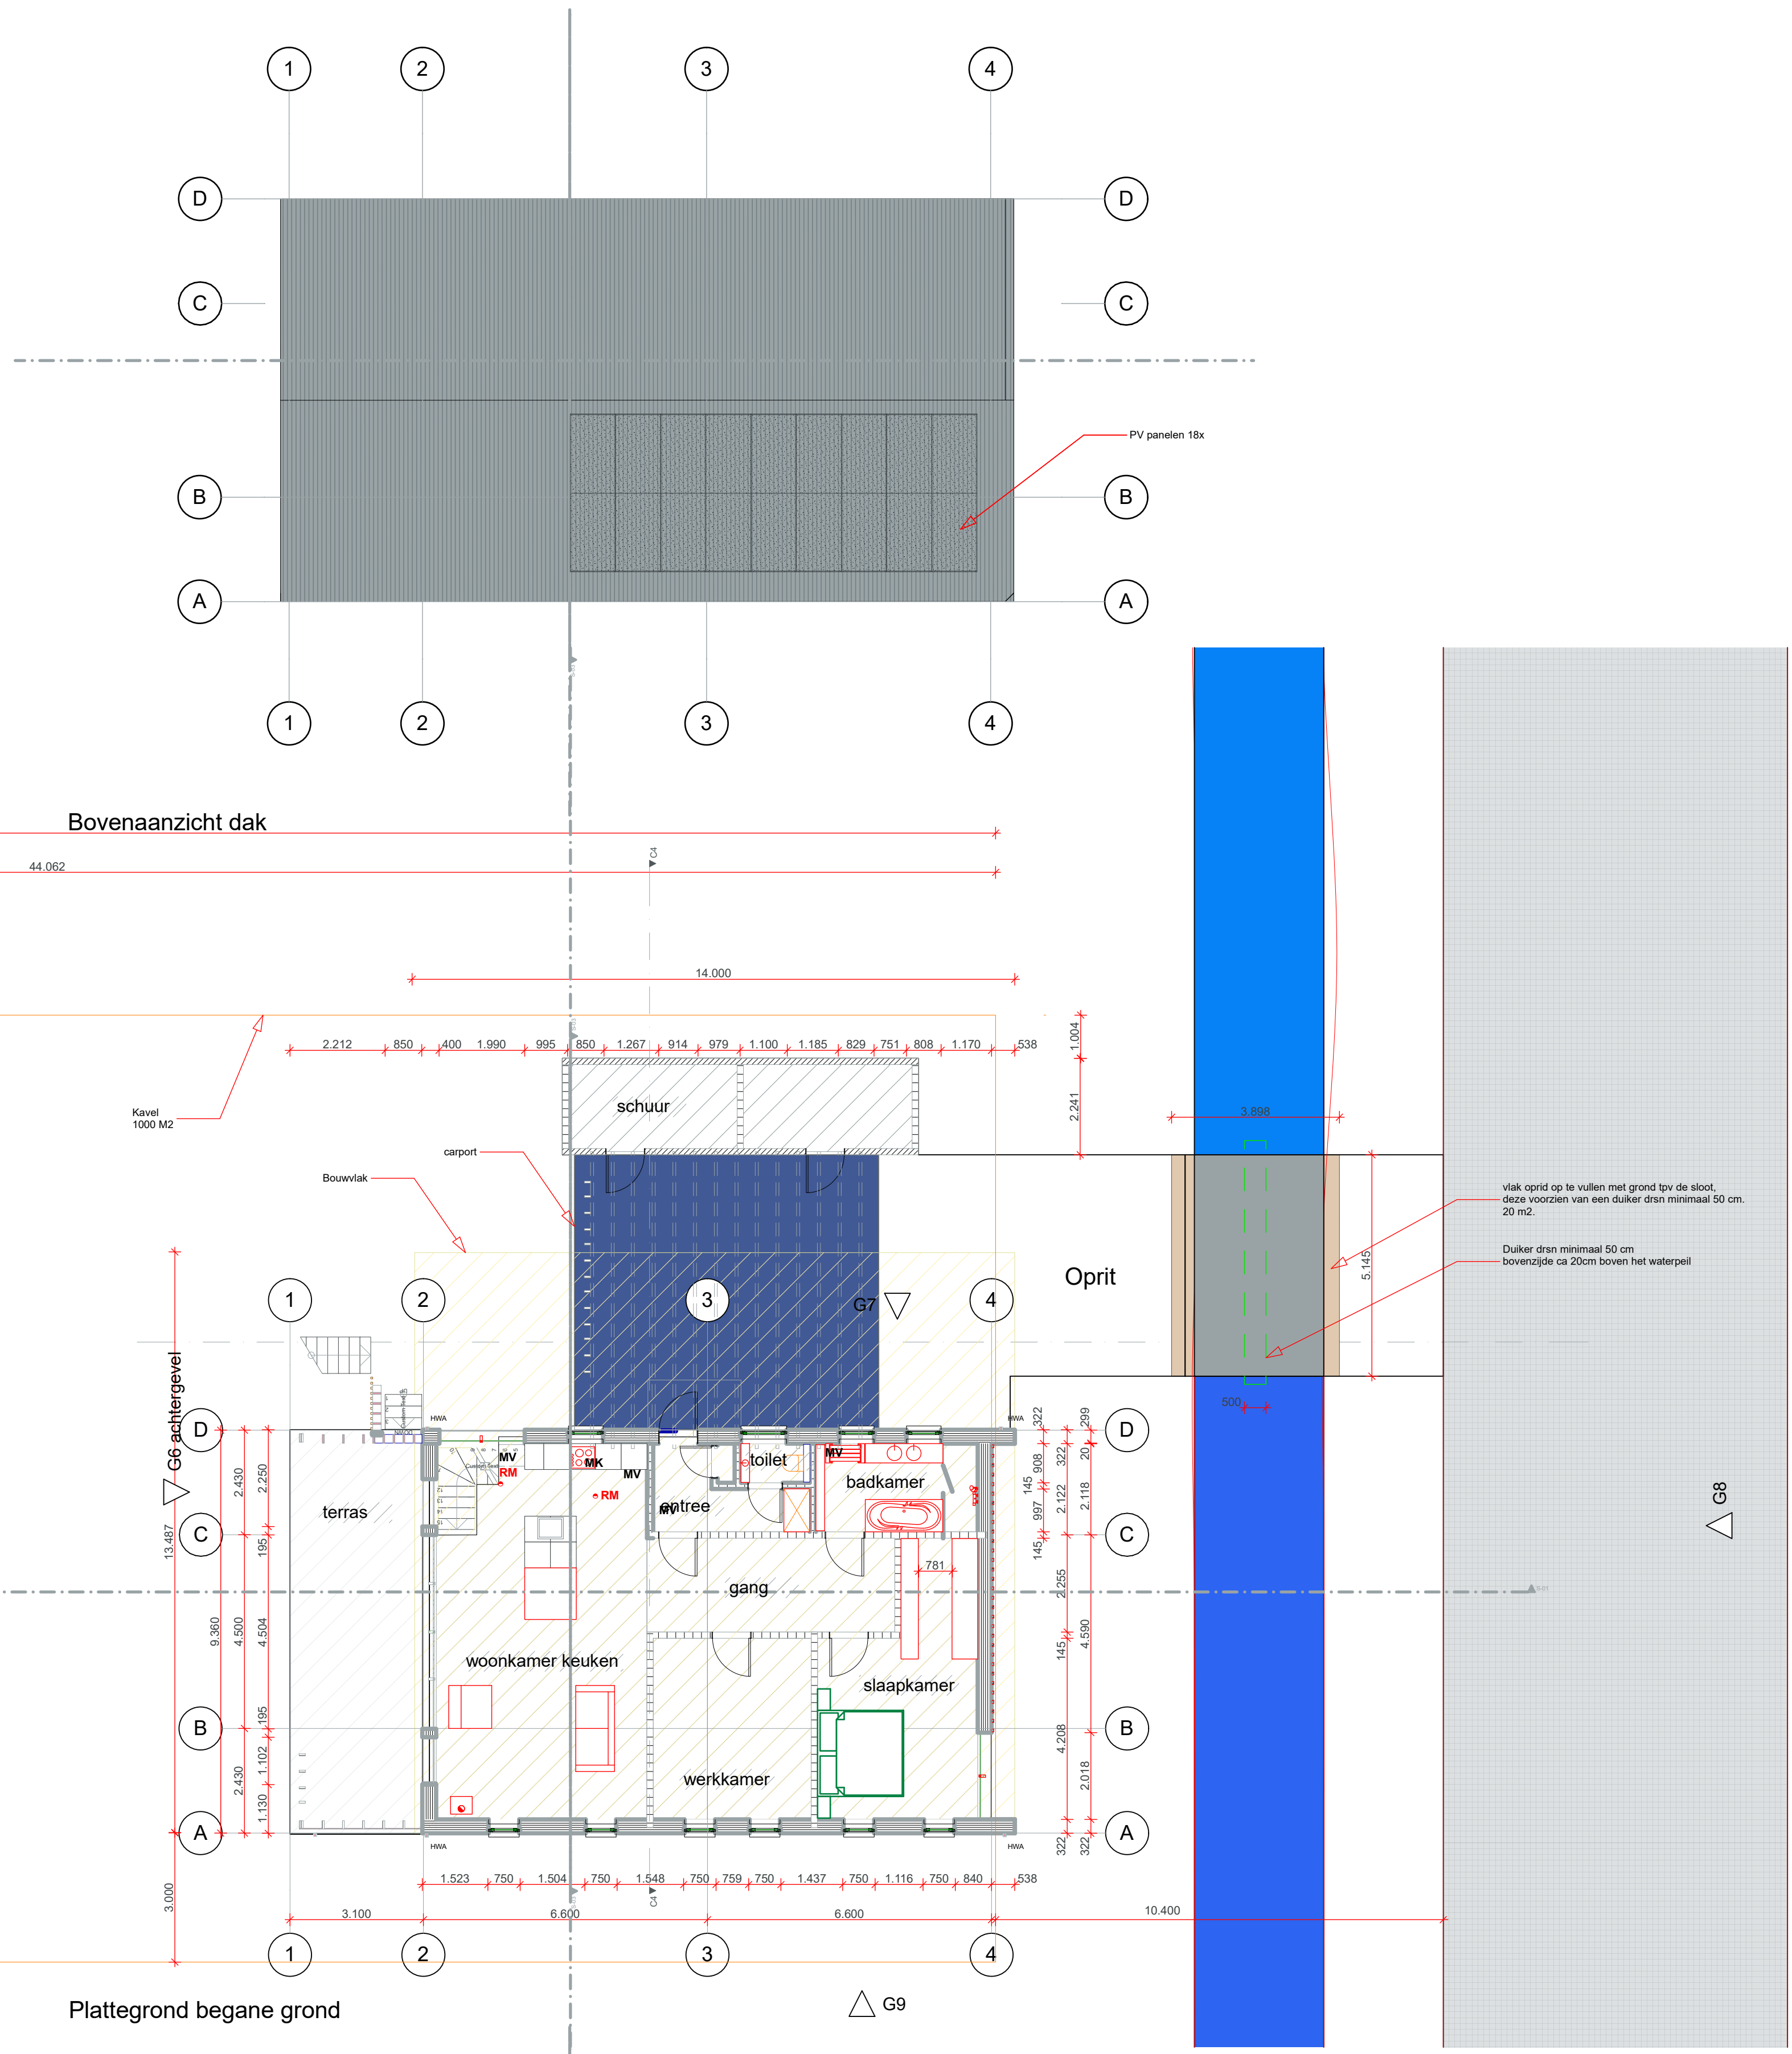 1 2 3 4
D D
C C
PV panelen 18x
B B
A A
1 2 3 4
Bovenaanzicht dak
44.062
C4
14.000
2.212 850 400 1.990 995 850 1.267 914 979 1.100 1.185 829 751 808 1.170 538
1.004
2.241
schuur
Kavel
1000 M2
3.898
carport
Bouwvlak
vlak oprid op te vullen met grond tpv de sloot,
deze voorzien van een duiker drsn minimaal 50 cm.
20 m2.
Duiker drsn minimaal 50 cm
bovenzijde ca 20cm boven het waterpeil
5.145
Oprit
1 2 3 4
G7
G6 achtergevel
500
HWA HWA
D D
322 299
MV MK MV toilet MV
RM RM
badkamer
entree
MV
terras
2.430 2.250
908 322 20
145 2.122 2.118
997
145
C C
13.487
195
781
gang
2.255
9.360 4.500 4.504
4.590
145
woonkamer keuken
slaapkamer
G8
S-01
B B
195
4.208
1.102
2.430
2.018
werkkamer
1.130
A A
HWA HWA
322 322
1.523 750 1.504 750 1.548 750 759 750 1.437 750 1.116 750 840 538
C4
3.000
3.100 6.600 6.600 10.400
1 2 3 4
Plattegrond begane grond
G9